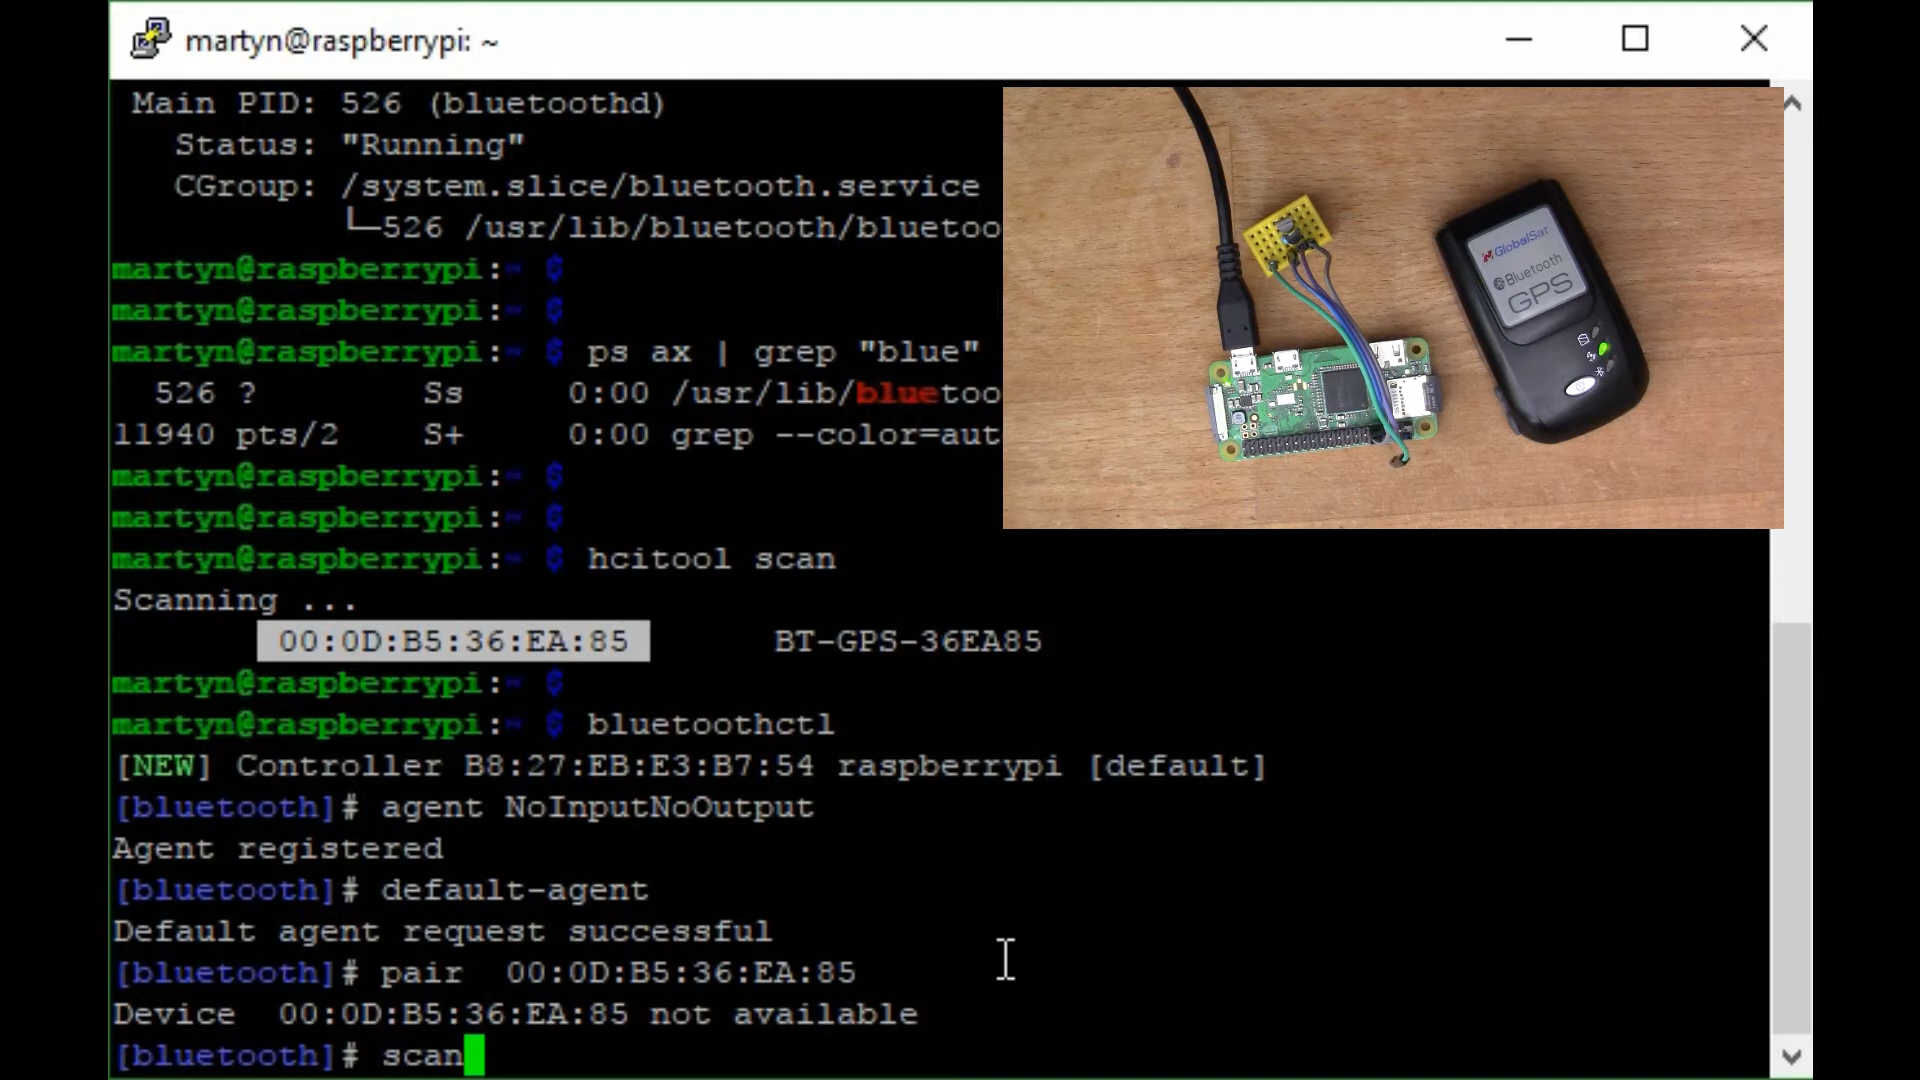 martyn@raspberrypi: ~
Main PID: 526 (bluetoothd)
Status: "Running"
CGroup: /system.slice/bluetooth.service
└─526 /usr/lib/bluetooth/bluetoo
martyn@raspberrypi:~ $
martyn@raspberrypi:~ $
martyn@raspberrypi:~ $ ps ax | grep "blue"
526 ? Ss 0:00 /usr/lib/bluetoo
11940 pts/2 S+ 0:00 grep --color=aut
martyn@raspberrypi:~ $
martyn@raspberrypi:~ $
martyn@raspberrypi:~ $ hcitool scan
Scanning ...
00:0D:B5:36:EA:85 BT-GPS-36EA85
martyn@raspberrypi:~ $
martyn@raspberrypi:~ $ bluetoothctl
[NEW] Controller B8:27:EB:E3:B7:54 raspberrypi [default]
[bluetooth]# agent NoInputNoOutput
Agent registered
[bluetooth]# default-agent
Default agent request successful
[bluetooth]# pair  00:0D:B5:36:EA:85
Device  00:0D:B5:36:EA:85 not available
[bluetooth]# scan
GlobalSat
Bluetooth
GPS